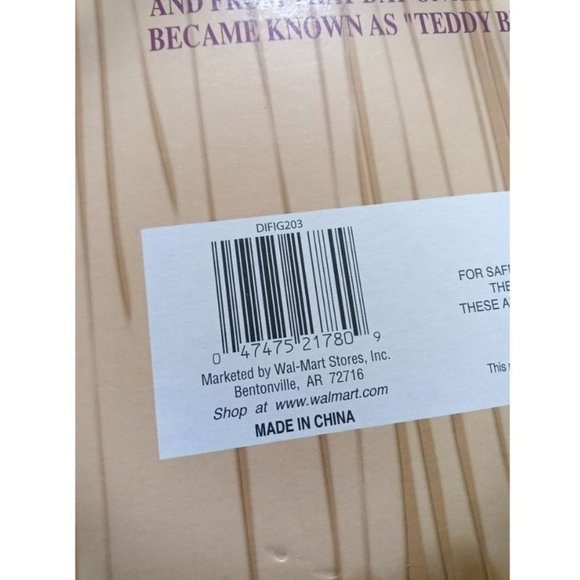 AND FROM THAT DAY
BECAME KNOWN AS "TEDDY B
DIFIG203
0 47475 21780 9
Marketed by Wal-Mart Stores, Inc.
Bentonville, AR 72716
Shop at www.walmart.com
MADE IN CHINA
FOR SAF
THE
THESE A
This